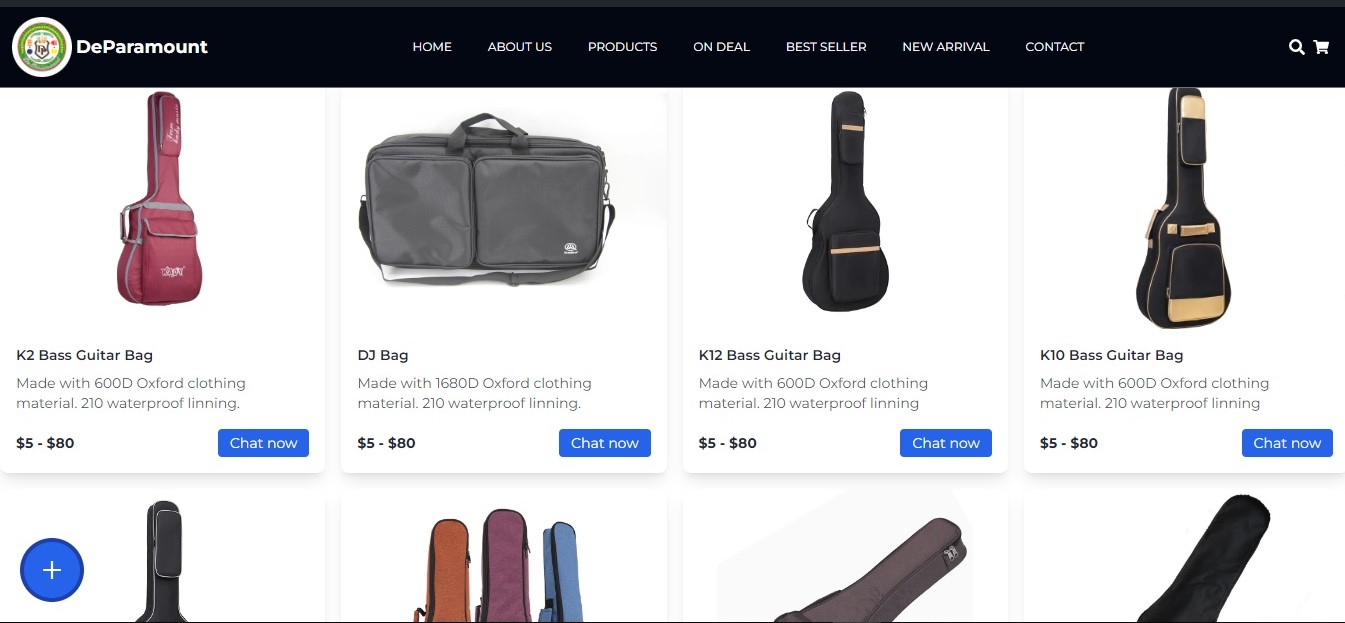 DeParamount
HOME ABOUT US PRODUCTS ON DEAL BEST SELLER NEW ARRIVAL CONTACT
K2 Bass Guitar Bag
Made with 600D Oxford clothing
material. 210 waterproof linning.
$5 - $80
Chat now
DJ Bag
Made with 1680D Oxford clothing
material. 210 waterproof linning.
$5 - $80
Chat now
K12 Bass Guitar Bag
Made with 600D Oxford clothing
material. 210 waterproof linning
$5 - $80
Chat now
K10 Bass Guitar Bag
Made with 600D Oxford clothing
material. 210 waterproof linning
$5 - $80
Chat now